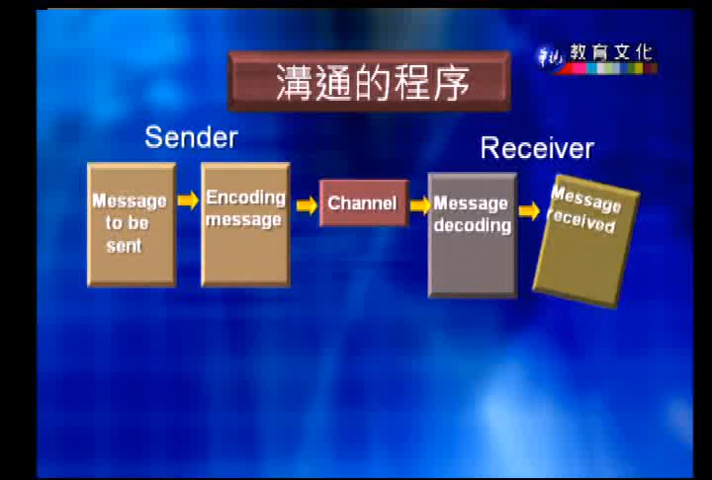 教育文化
溝通的程序
Sender
Receiver
Message
to be
sent
Encoding
message
Channel
Message
decoding
Message
received